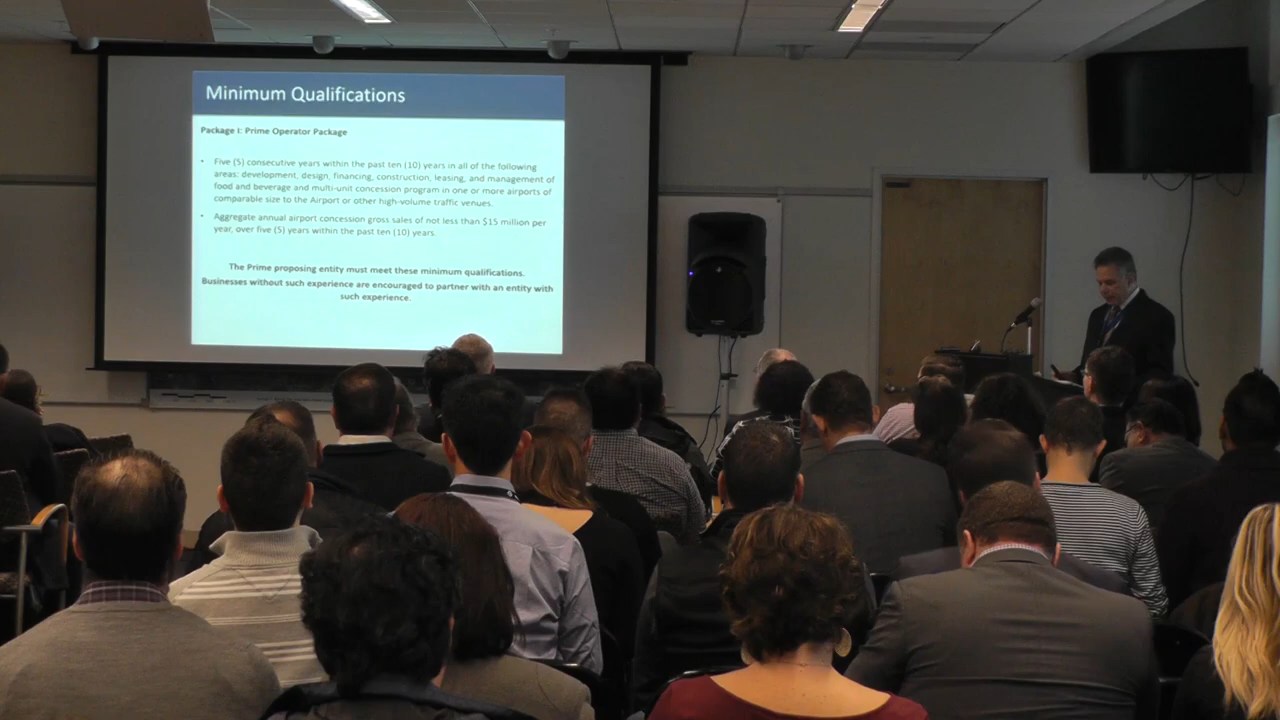 Minimum Qualifications
Package I: Prime Operator Package
• Five (5) consecutive years within the past ten (10) years in all of the following
areas: development, design, financing, construction, leasing, and management of
food and beverage and multi-unit concession program in one or more airports of
comparable size to the Airport or other high-volume traffic venues.
• Aggregate annual airport concession gross sales of not less than $15 million per
year, over five (5) years within the past ten (10) years.
The Prime proposing entity must meet these minimum qualifications.
Businesses without such experience are encouraged to partner with an entity with
such experience.